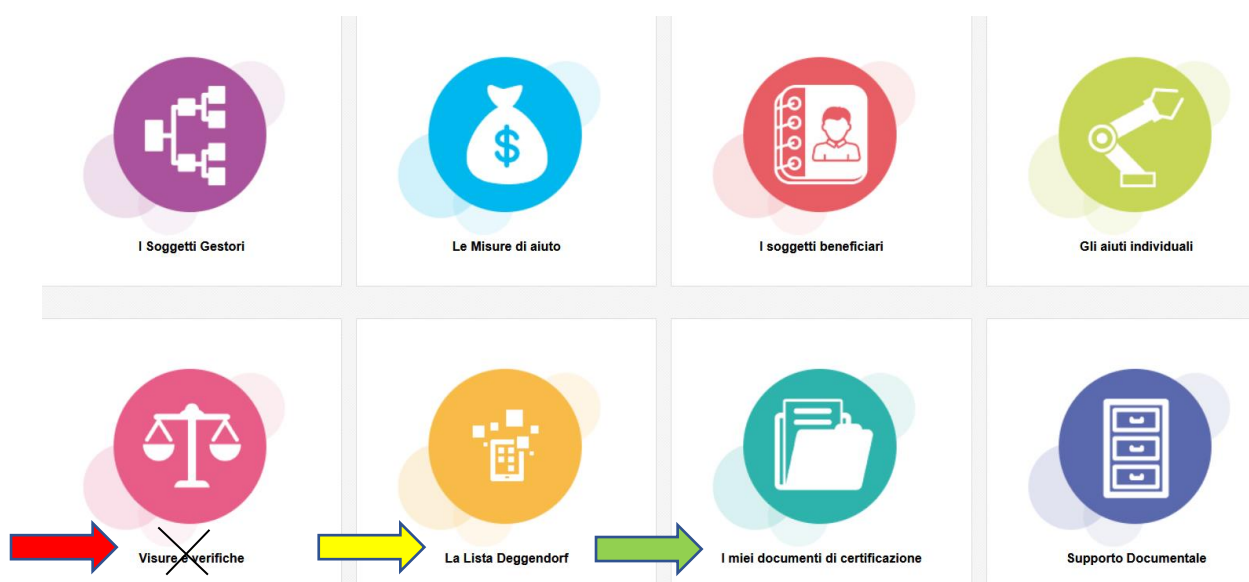 I Soggetti Gestori
Le Misure di aiuto
I soggetti beneficiari
Gli aiuti individuali
Visure e verifiche
La Lista Deggendorf
I miei documenti di certificazione
Supporto Documentale